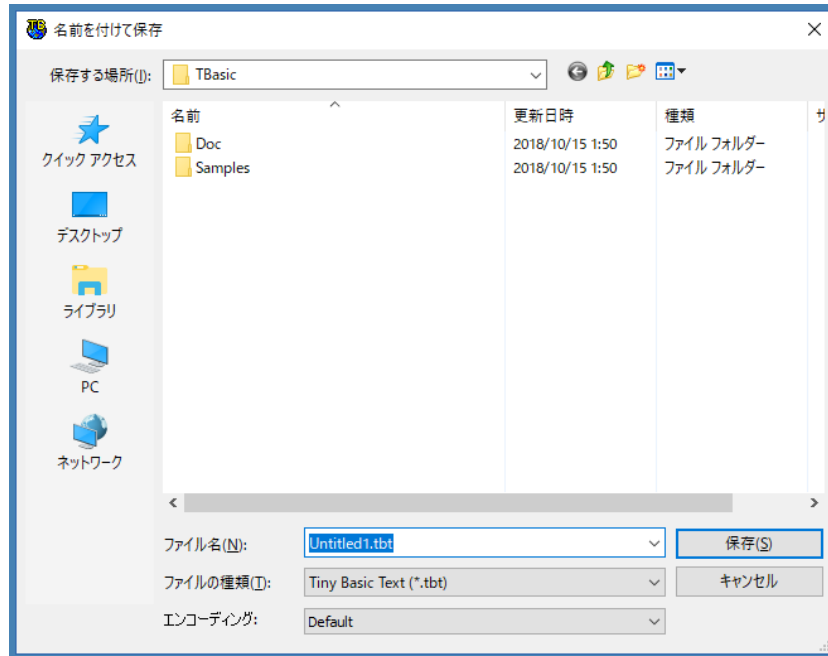 名前を付けて保存
保存する場所(I): TBasic
名前 更新日時 種類 サ
Doc 2018/10/15 1:50 ファイル フォルダー
Samples 2018/10/15 1:50 ファイル フォルダー
クイック アクセス
デスクトップ
ライブラリ
PC
ネットワーク
ファイル名(N): Untitled1.tbt 保存(S)
ファイルの種類(T): Tiny Basic Text (*.tbt) キャンセル
エンコーディング: Default